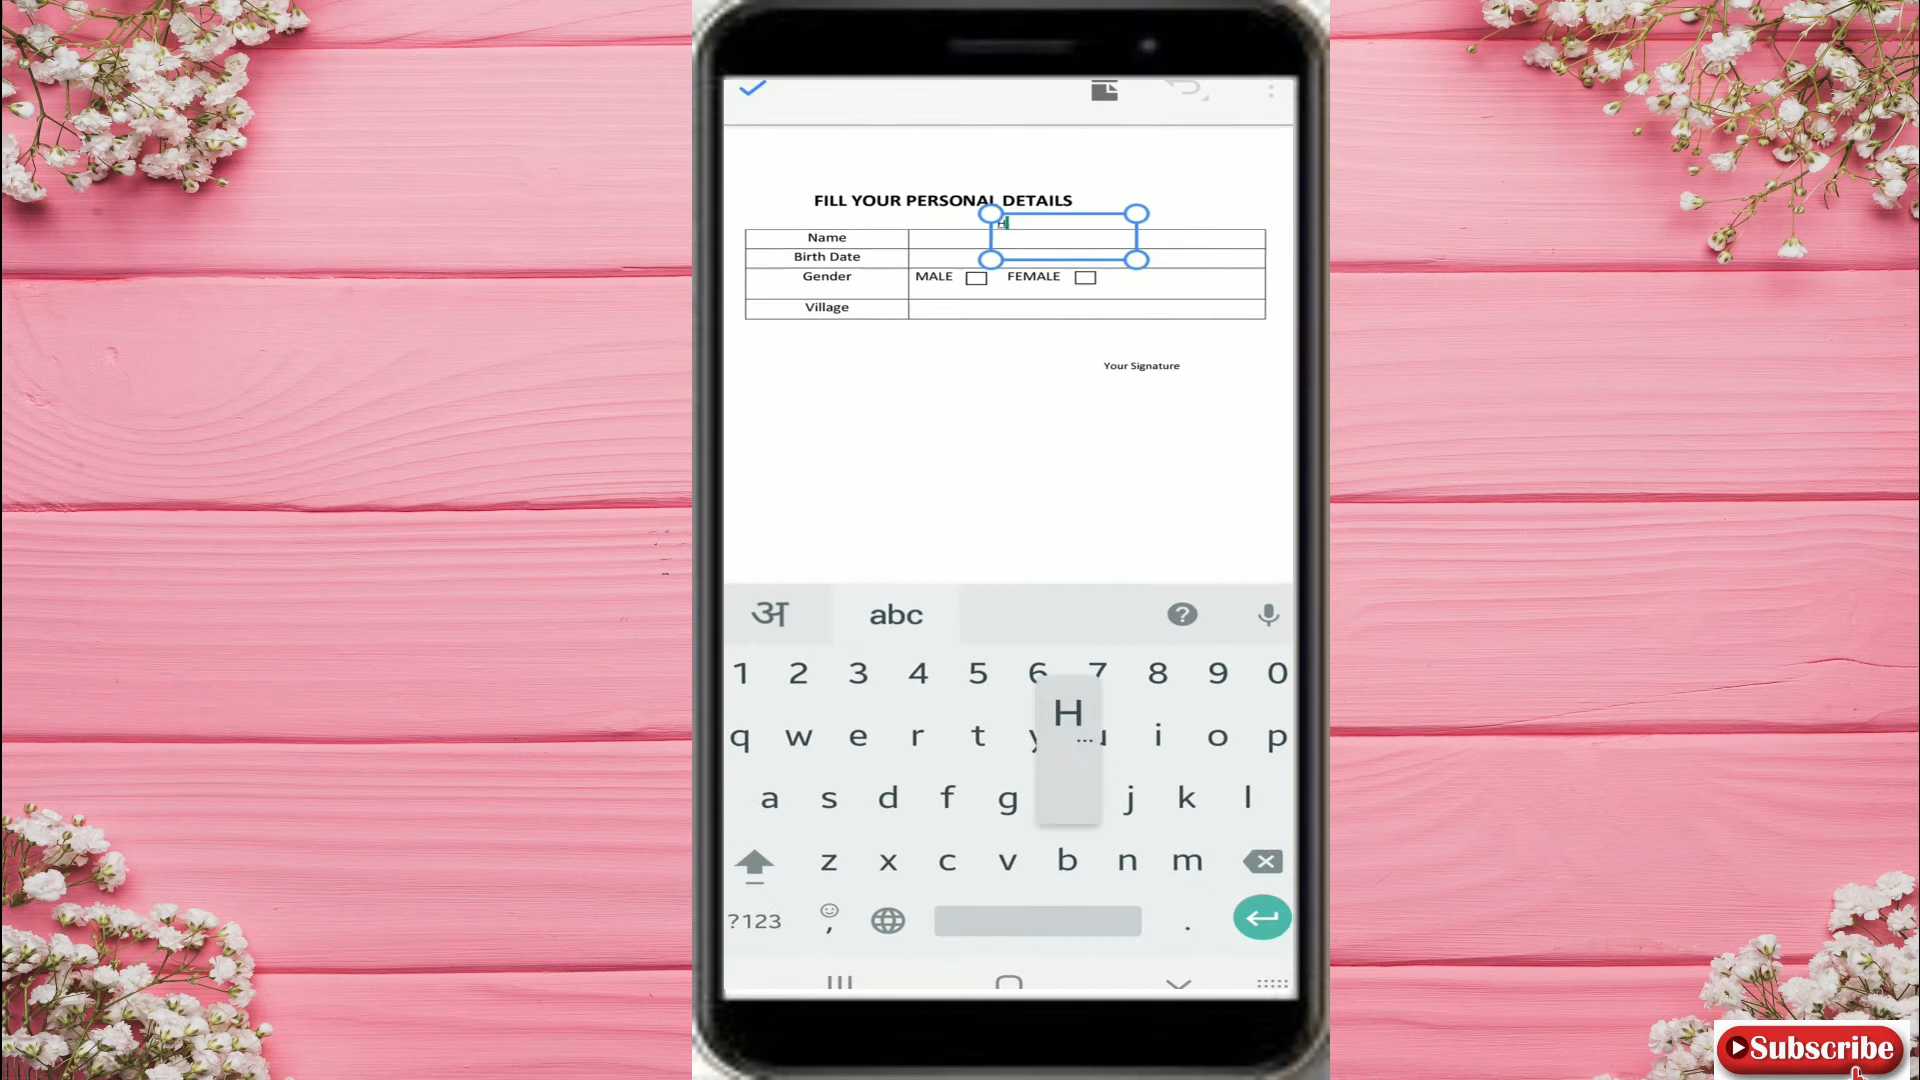 FILL YOUR PERSONAL DETAILS
H
Name
Birth Date
Gender MALE FEMALE
Village
Your Signature
अ abc ?
1 2 3 4 5 6 7 8 9 0
H
q w e r t y u i o p
a s d f g j k l
z x c v b n m
?123 , .
Subscribe